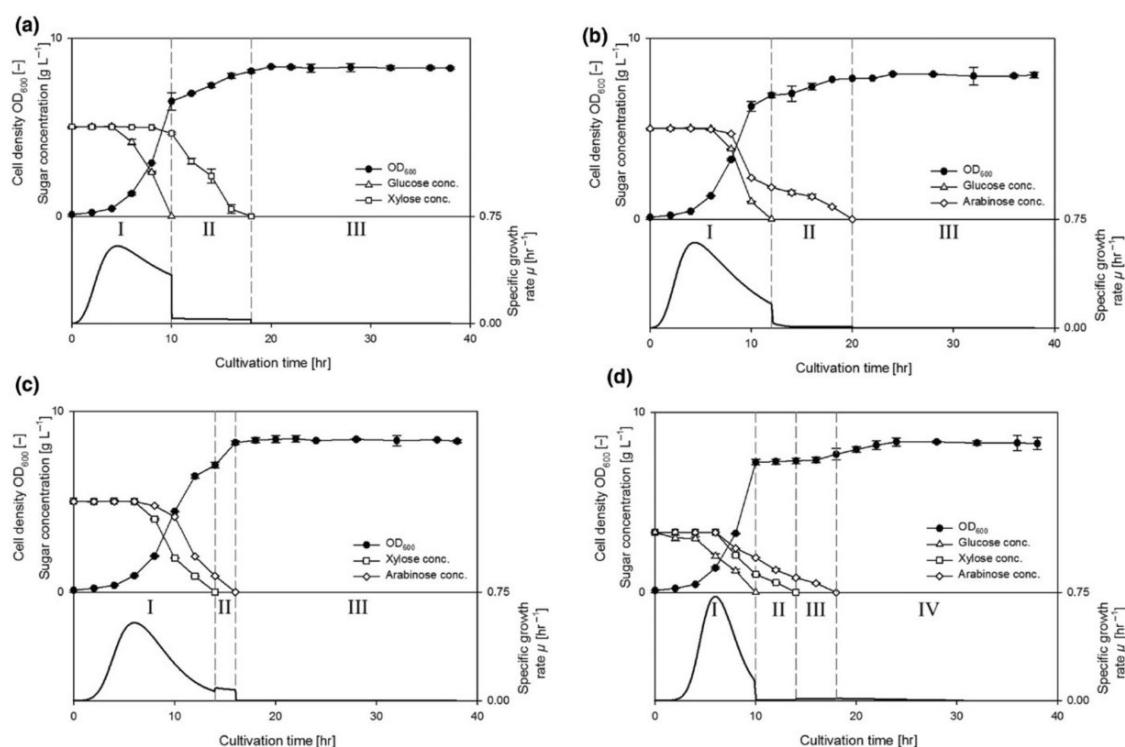 (a)
Cell density OD600 [–]
Sugar concentration [g L−1]
10
0
OD600
Glucose conc.
Xylose conc.
I
II
III
0.75
0.00
Specific growth
rate μ [hr−1]
0
10
20
30
40
Cultivation time [hr]
(b)
Cell density OD600 [–]
Sugar concentration [g L−1]
10
0
OD600
Glucose conc.
Arabinose conc.
I
II
III
0.75
0.00
Specific growth
rate μ [hr−1]
0
10
20
30
40
Cultivation time [hr]
(c)
Cell density OD600 [–]
Sugar concentration [g L−1]
10
0
OD600
Xylose conc.
Arabinose conc.
I
II
III
0.75
0.00
Specific growth
rate μ [hr−1]
0
10
20
30
40
Cultivation time [hr]
(d)
Cell density OD600 [–]
Sugar concentration [g L−1]
10
0
OD600
Glucose conc.
Xylose conc.
Arabinose conc.
I
II
III
IV
0.75
0.00
Specific growth
rate μ [hr−1]
0
10
20
30
40
Cultivation time [hr]